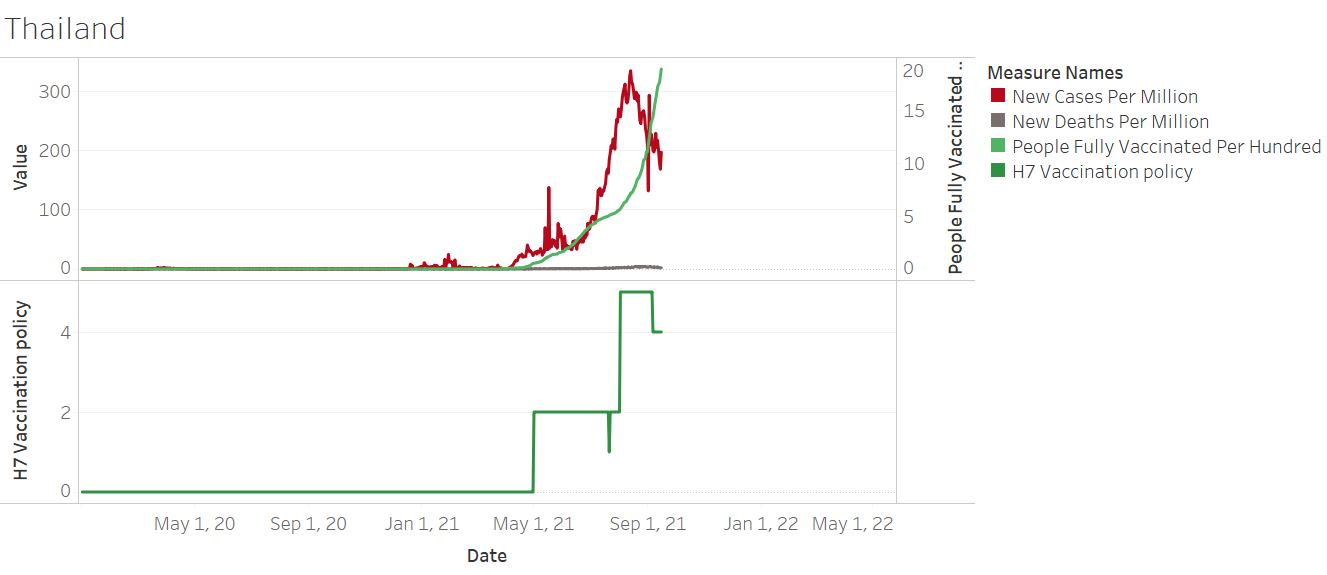 Thailand
Value
300
200
100
0
People Fully Vaccinated ..
20
15
10
5
0
H7 Vaccination policy
4
2
0
May 1, 20 Sep 1, 20 Jan 1, 21 May 1, 21 Sep 1, 21 Jan 1, 22 May 1, 22
Date
Measure Names
New Cases Per Million
New Deaths Per Million
People Fully Vaccinated Per Hundred
H7 Vaccination policy